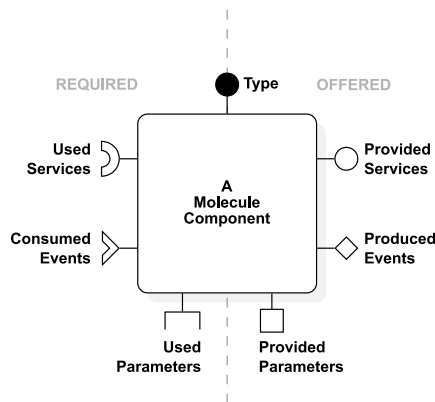 REQUIRED
Type
OFFERED
Used
Services
Provided
Services
A
Molecule
Component
Consumed
Events
Produced
Events
Used
Parameters
Provided
Parameters